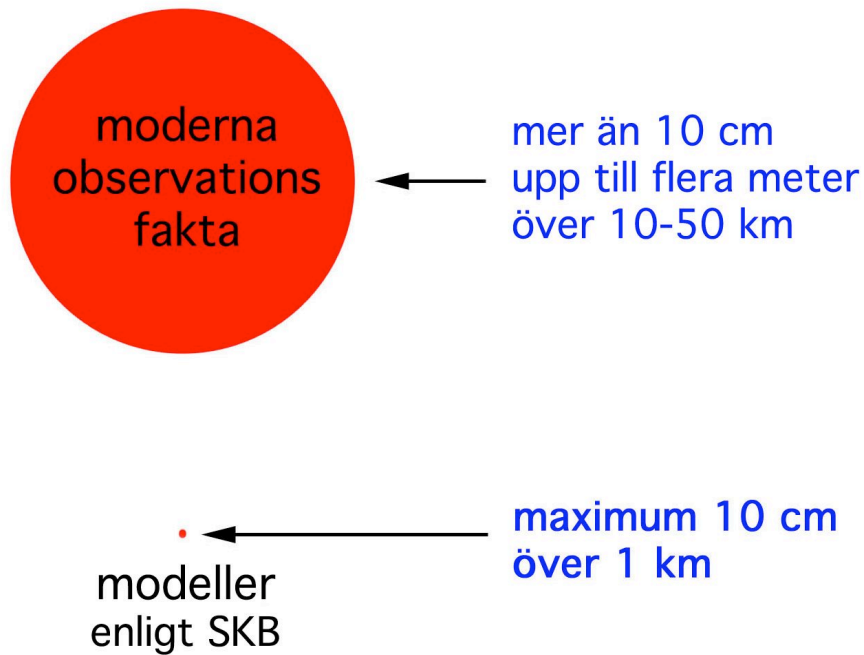 moderna
observations
fakta
mer än 10 cm
upp till flera meter
över 10-50 km
maximum 10 cm
över 1 km
modeller
enligt SKB